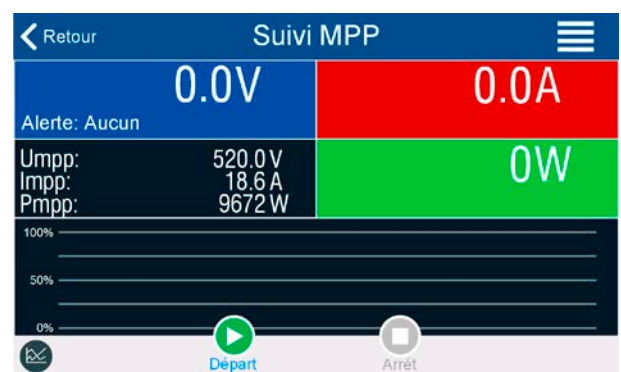 Retour
Suivi MPP
0.0V
0.0A
Alerte: Aucun
Umpp: 520.0 V
Impp: 18.6 A
Pmpp: 9672 W
0W
100%
50%
0%
Départ
Arrét